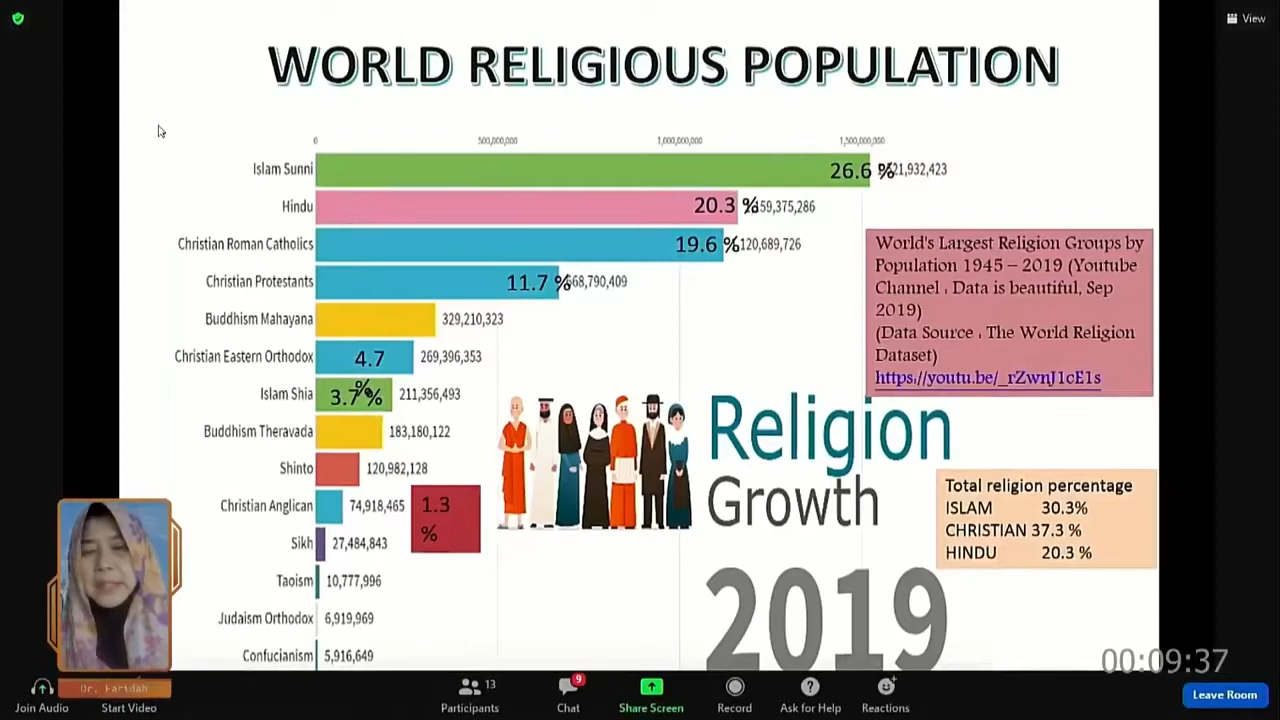 View
WORLD RELIGIOUS POPULATION
0 500,000,000 1,000,000,000 1,500,000,000
Islam Sunni 26.6 % 21,932,423
Hindu 20.3 % 59,375,286
Christian Roman Catholics 19.6 % 120,689,726
Christian Protestants 11.7 % 68,790,409
Buddhism Mahayana 329,210,323
Christian Eastern Orthodox 4.7 % 269,396,353
Islam Shia 3.7 % 211,356,493
Buddhism Theravada 183,180,122
Shinto 120,982,128
Christian Anglican 74,918,465
1.3
%
Sikh 27,484,843
Taoism 10,777,996
Judaism Orthodox 6,919,969
Confucianism 5,916,649
World's Largest Religion Groups by
Population 1945 – 2019 (Youtube
Channel : Data is beautiful, Sep
2019)
(Data Source : The World Religion
Dataset)
https://youtu.be/_rZwnJ1cE1s
Religion
Growth
2019
Total religion percentage
ISLAM 30.3%
CHRISTIAN 37.3 %
HINDU 20.3 %
00:09:37
Dr. Faridah
Join Audio Start Video Participants 13 Chat 9 Share Screen Record Ask for Help Reactions Leave Room